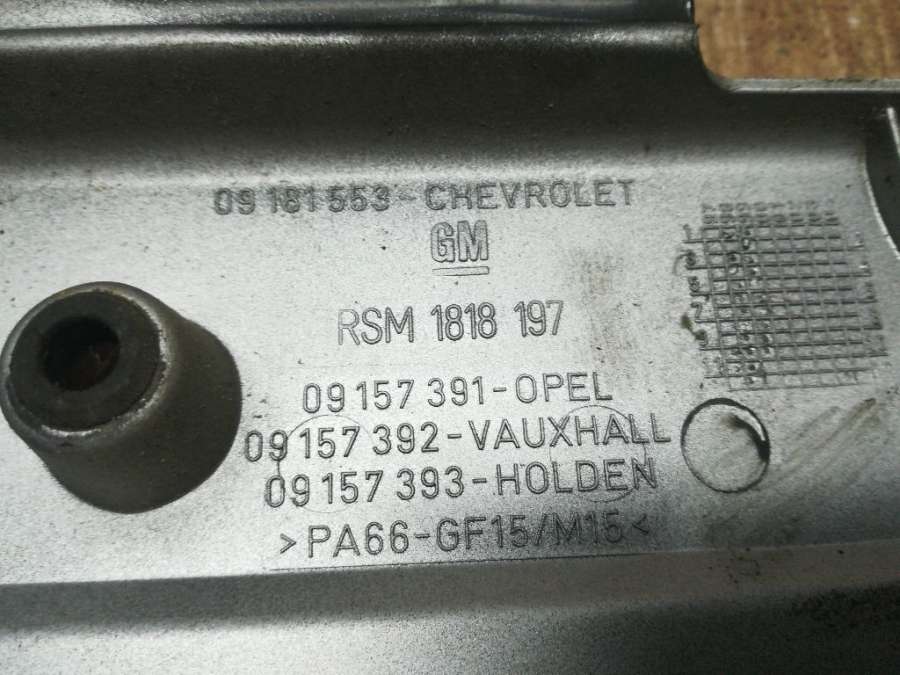 09 181 553-CHEVROLET
GM
RSM 1818 197
09 157 391-OPEL
09 157 392-VAUXHALL
09 157 393-HOLDEN
>PA66-GF15/M15<